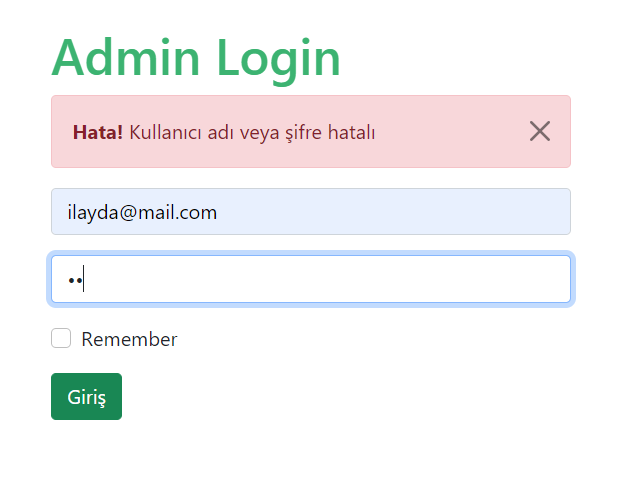 Admin Login
Hata! Kullanıcı adı veya şifre hatalı
ilayda@mail.com
••
Remember
Giriş